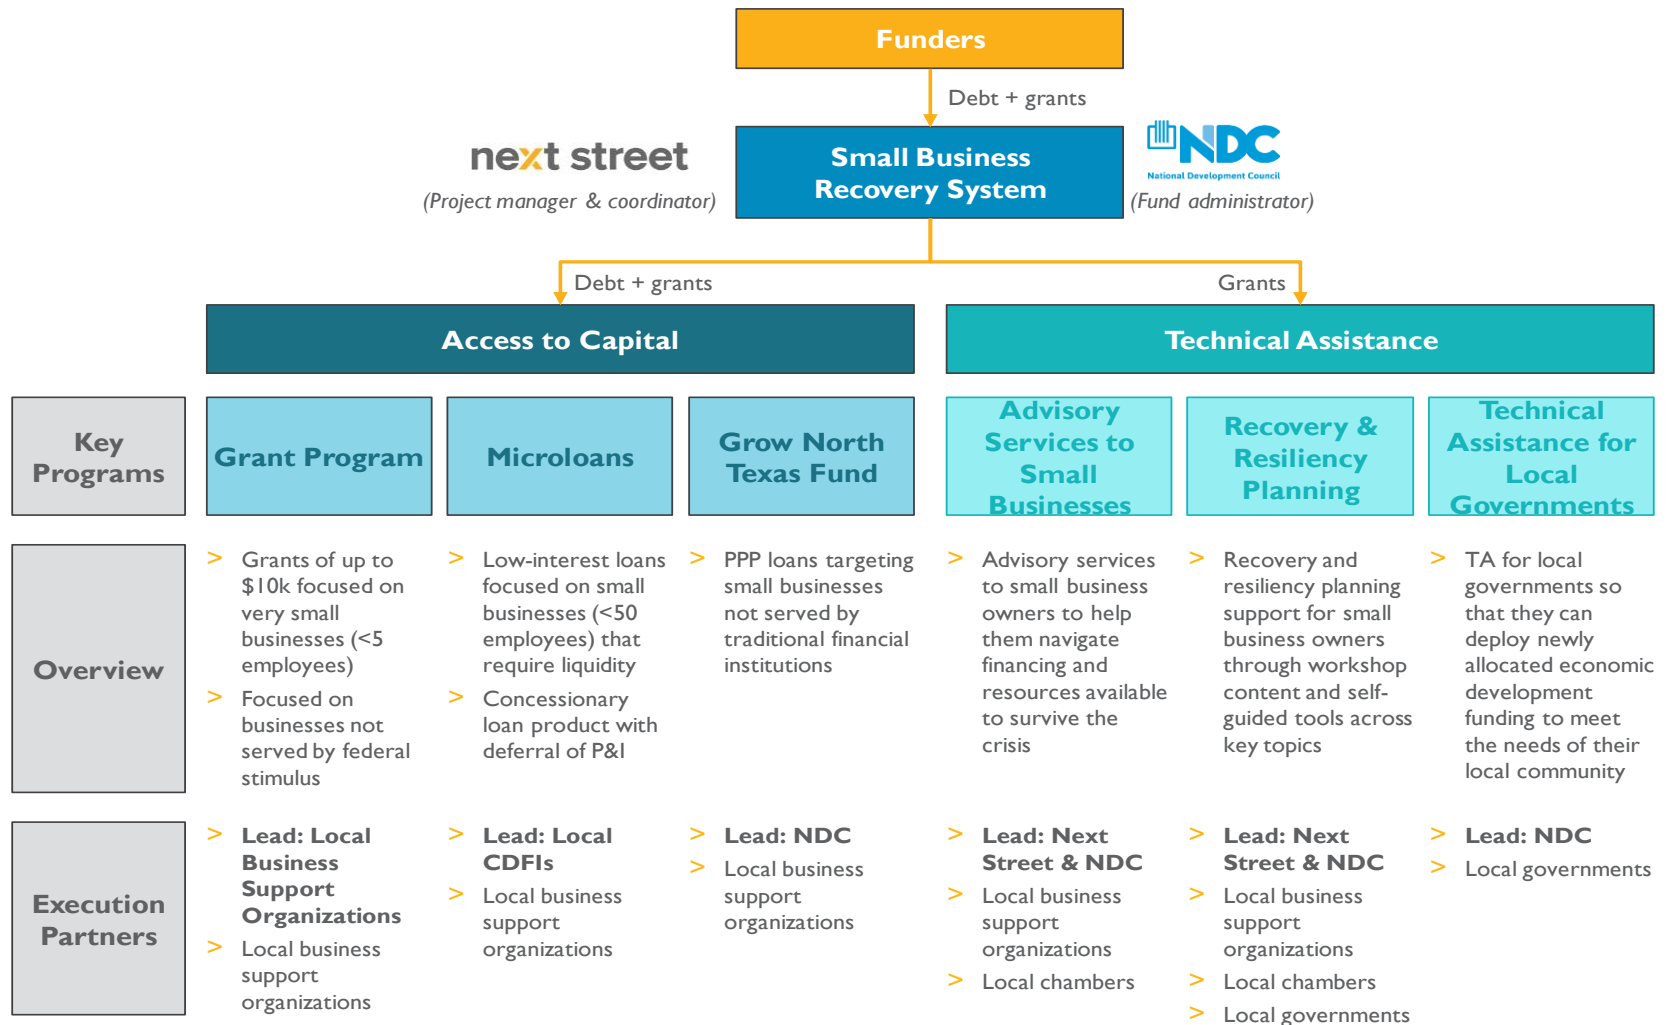 Funders
Debt + grants
next street
(Project manager & coordinator)
Small Business
Recovery System
NDC
National Development Council
(Fund administrator)
Debt + grants
Grants
Access to Capital
Technical Assistance
Key
Programs
Grant Program
Microloans
Grow North
Texas Fund
Advisory
Services to
Small
Businesses
Recovery &
Resiliency
Planning
Technical
Assistance for
Local
Governments
Overview
> Grants of up to
$10k focused on
very small
businesses (<5
employees)
> Focused on
businesses not
served by federal
stimulus
> Low-interest loans
focused on small
businesses (<50
employees) that
require liquidity
> Concessionary
loan product with
deferral of P&I
> PPP loans targeting
small businesses
not served by
traditional financial
institutions
> Advisory services
to small business
owners to help
them navigate
financing and
resources available
to survive the
crisis
> Recovery and
resiliency planning
support for small
business owners
through workshop
content and self-
guided tools across
key topics
> TA for local
governments so
that they can
deploy newly
allocated economic
development
funding to meet
the needs of their
local community
Execution
Partners
> Lead: Local
Business
Support
Organizations
> Local business
support
organizations
> Lead: Local
CDFIs
> Local business
support
organizations
> Lead: NDC
> Local business
support
organizations
> Lead: Next
Street & NDC
> Local business
support
organizations
> Local chambers
> Lead: Next
Street & NDC
> Local business
support
organizations
> Local chambers
> Local governments
> Lead: NDC
> Local governments